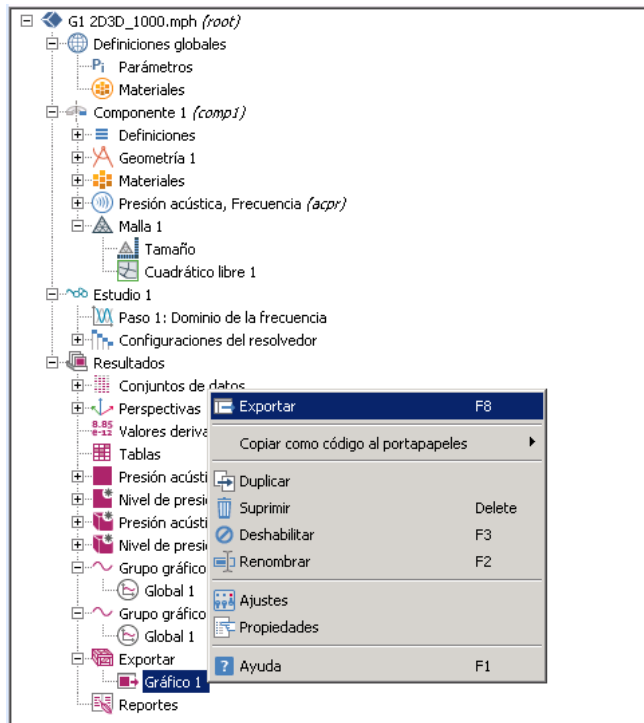 G1 2D3D_1000.mph (root)
Definiciones globales
Pi Parámetros
Materiales
Componente 1 (comp1)
Definiciones
Geometría 1
Materiales
Presión acústica, Frecuencia (acpr)
Malla 1
Tamaño
Cuadrático libre 1
Estudio 1
Paso 1: Dominio de la frecuencia
Configuraciones del resolvedor
Resultados
Conjuntos de datos
Perspectivas
8.85
e-12 Valores deriva
Tablas
Presión acústi
Nivel de presi
Presión acústi
Nivel de presi
Grupo gráfico
Global 1
Grupo gráfico
Global 1
Exportar
Gráfico 1
Reportes
Exportar F8
Copiar como código al portapapeles
Duplicar
Suprimir Delete
Deshabilitar F3
Renombrar F2
Ajustes
Propiedades
? Ayuda F1